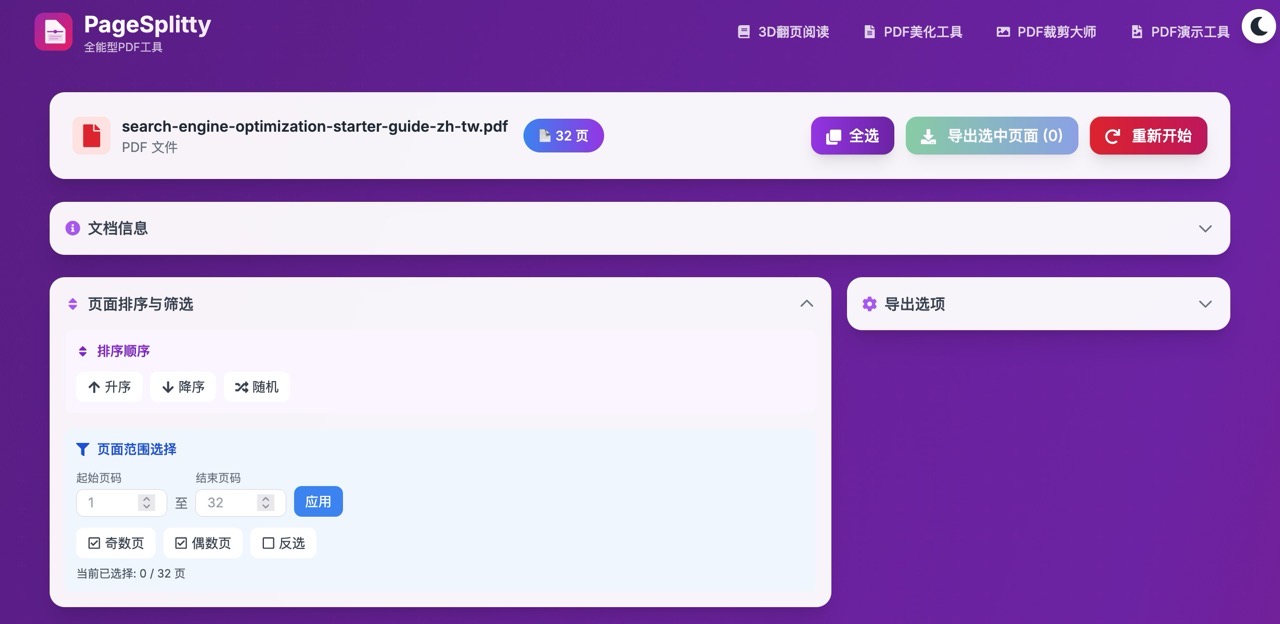 PageSplitty
全能型PDF工具
3D翻页阅读
PDF美化工具
PDF裁剪大师
PDF演示工具
search-engine-optimization-starter-guide-zh-tw.pdf
PDF 文件
32 页
全选
导出选中页面 (0)
重新开始
文档信息
页面排序与筛选
导出选项
排序顺序
升序
降序
随机
页面范围选择
起始页码
结束页码
1
至
32
应用
奇数页
偶数页
反选
当前已选择: 0 / 32 页